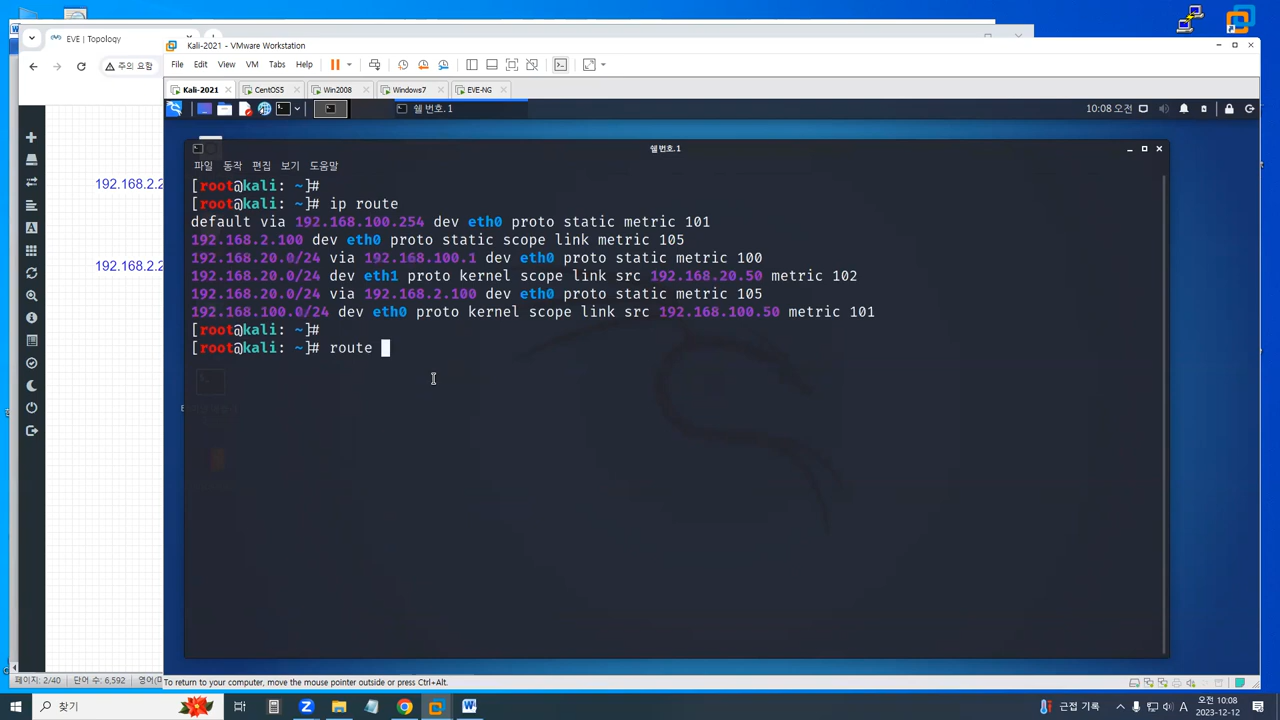 EVE | Topology
주의 요함
192.168.2.2
192.168.2.2
페이지: 2/40 단어 수: 6,592 영어(미
Kali-2021 - VMware Workstation
File Edit View VM Tabs Help
Kali-2021 CentOS5 Win2008 Windows7 EVE-NG
쉘 번호.1 10:08 오전
쉘 번호.1
파일 동작 편집 보기 도움말
[root@kali: ~]#
[root@kali: ~]# ip route
default via 192.168.100.254 dev eth0 proto static metric 101
192.168.2.100 dev eth0 proto static scope link metric 105
192.168.20.0/24 via 192.168.100.1 dev eth0 proto static metric 100
192.168.20.0/24 dev eth1 proto kernel scope link src 192.168.20.50 metric 102
192.168.20.0/24 via 192.168.2.100 dev eth0 proto static metric 105
192.168.100.0/24 dev eth0 proto kernel scope link src 192.168.100.50 metric 101
[root@kali: ~]#
[root@kali: ~]# route
To return to your computer, move the mouse pointer outside or press Ctrl+Alt.
찾기
근접 기록 A 오전 10:08
2023-12-12